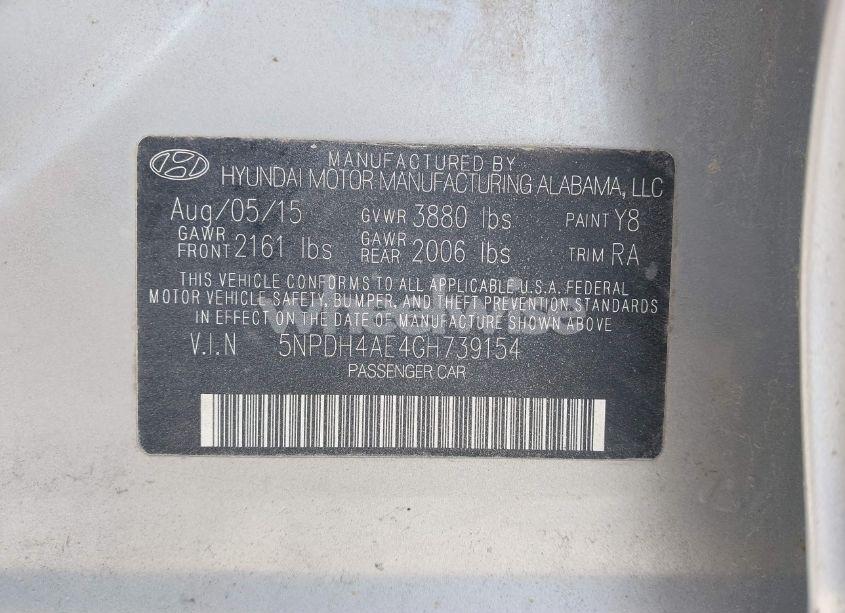 MANUFACTURED BY
HYUNDAI MOTOR MANUFACTURING ALABAMA, LLC
Aug/05/15 GVWR 3880 lbs PAINT Y8
GAWR FRONT 2161 lbs GAWR REAR 2006 lbs TRIM RA
THIS VEHICLE CONFORMS TO ALL APPLICABLE U.S.A. FEDERAL
MOTOR VEHICLE SAFETY, BUMPER, AND THEFT PREVENTION STANDARDS
IN EFFECT ON THE DATE OF MANUFACTURE SHOWN ABOVE
wheelwise
V.I.N 5NPDH4AE4GH739154
PASSENGER CAR